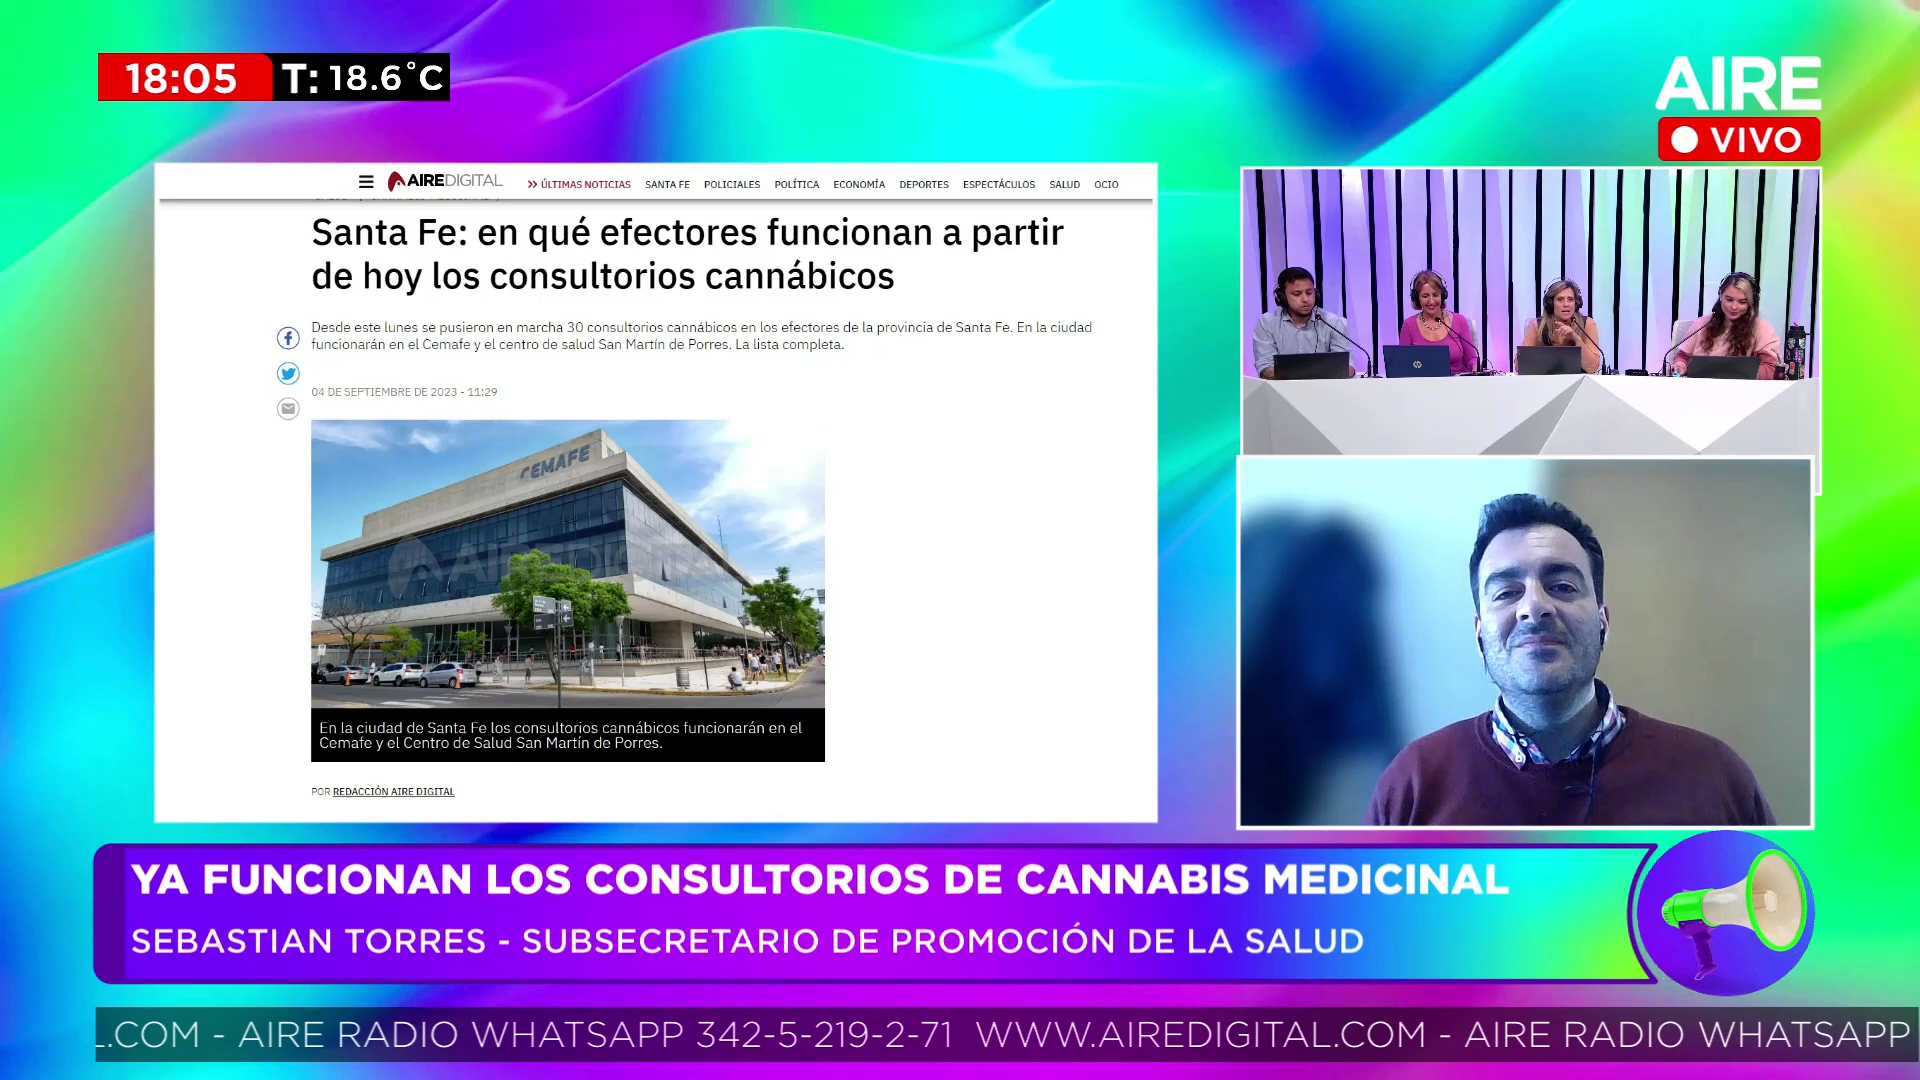 18:05 T: 18.6°C
AIRE
VIVO
AIREDIGITAL
ÚLTIMAS NOTICIAS SANTA FE POLICIALES POLÍTICA ECONOMÍA DEPORTES ESPECTÁCULOS SALUD OCIO
Santa Fe: en qué efectores funcionan a partir
de hoy los consultorios cannábicos
Desde este lunes se pusieron en marcha 30 consultorios cannábicos en los efectores de la provincia de Santa Fe. En la ciudad
funcionarán en el Cemafe y el centro de salud San Martín de Porres. La lista completa.
04 DE SEPTIEMBRE DE 2023 - 11:29
CEMAFE
AIREDIGITAL
En la ciudad de Santa Fe los consultorios cannábicos funcionarán en el
Cemafe y el Centro de Salud San Martín de Porres.
POR REDACCIÓN AIRE DIGITAL
YA FUNCIONAN LOS CONSULTORIOS DE CANNABIS MEDICINAL
SEBASTIAN TORRES - SUBSECRETARIO DE PROMOCIÓN DE LA SALUD
.COM - AIRE RADIO WHATSAPP 342-5-219-2-71 WWW.AIREDIGITAL.COM - AIRE RADIO WHATSAPP